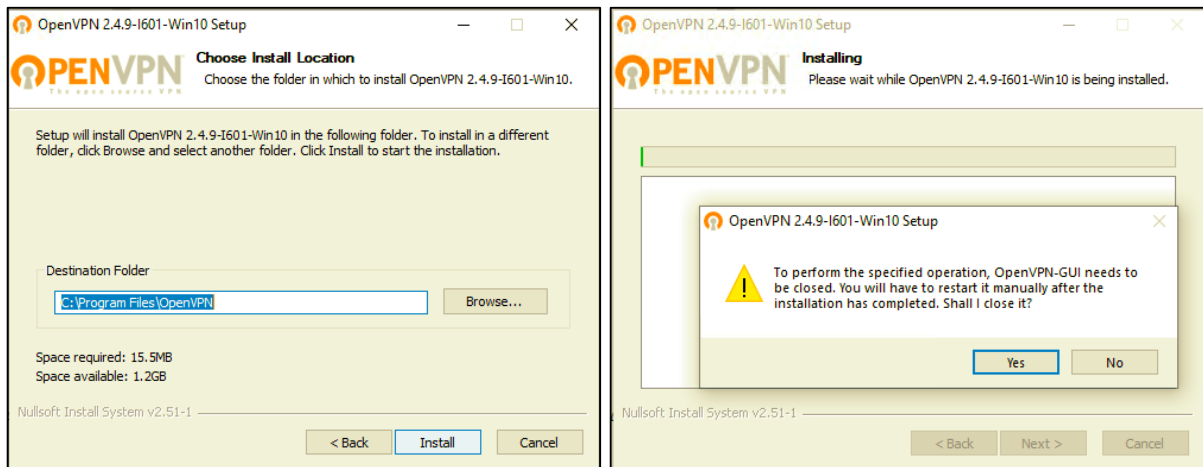 OpenVPN 2.4.9-I601-Win10 Setup
OPENVPN
The open source VPN
Choose Install Location
Choose the folder in which to install OpenVPN 2.4.9-I601-Win10.
Setup will install OpenVPN 2.4.9-I601-Win10 in the following folder. To install in a different
folder, click Browse and select another folder. Click Install to start the installation.
Destination Folder
C:\Program Files\OpenVPN
Browse...
Space required: 15.5MB
Space available: 1.2GB
Nullsoft Install System v2.51-1
< Back
Install
Cancel
OpenVPN 2.4.9-I601-Win10 Setup
OPENVPN
The open source VPN
Installing
Please wait while OpenVPN 2.4.9-I601-Win10 is being installed.
OpenVPN 2.4.9-I601-Win10 Setup
To perform the specified operation, OpenVPN-GUI needs to
be closed. You will have to restart it manually after the
installation has completed. Shall I close it?
Yes
No
Nullsoft Install System v2.51-1
< Back
Next >
Cancel